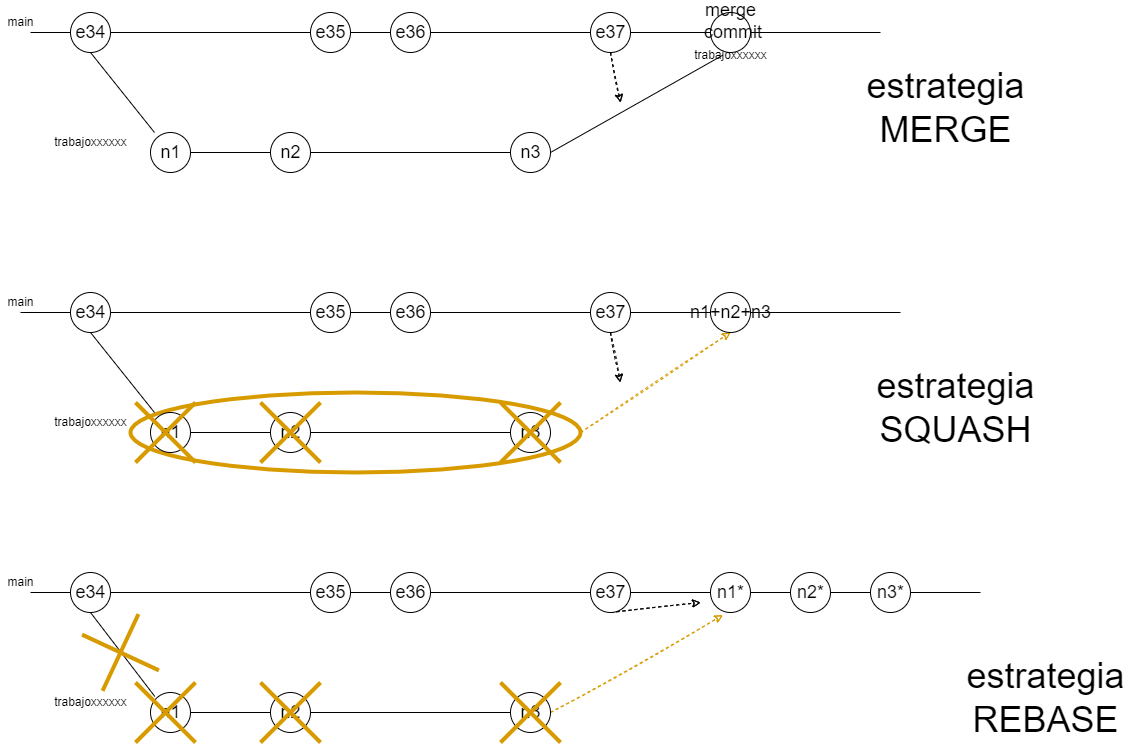 main
e34
e35
e36
e37
merge
commit
trabajoxxxxxx
estrategia
MERGE
trabajoxxxxxx
n1
n2
n3
main
e34
e35
e36
e37
n1+n2+n3
estrategia
SQUASH
trabajoxxxxxx
n1
n2
n3
main
e34
e35
e36
e37
n1*
n2*
n3*
estrategia
REBASE
trabajoxxxxxx
n1
n2
n3